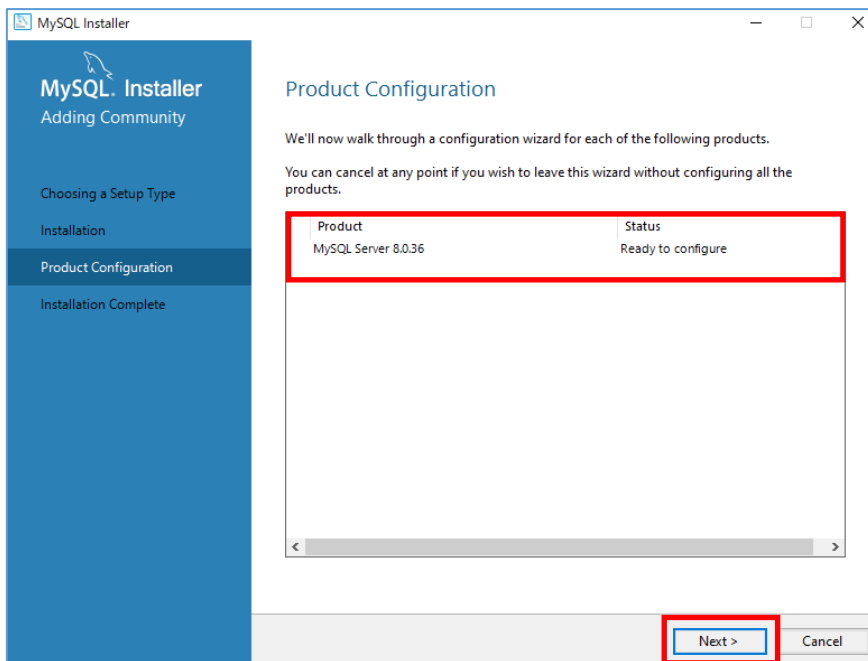 MySQL Installer
MySQL. Installer
Adding Community
Choosing a Setup Type
Installation
Product Configuration
Installation Complete
Product Configuration
We'll now walk through a configuration wizard for each of the following products.
You can cancel at any point if you wish to leave this wizard without configuring all the
products.
Product Status
MySQL Server 8.0.36 Ready to configure
Next > Cancel